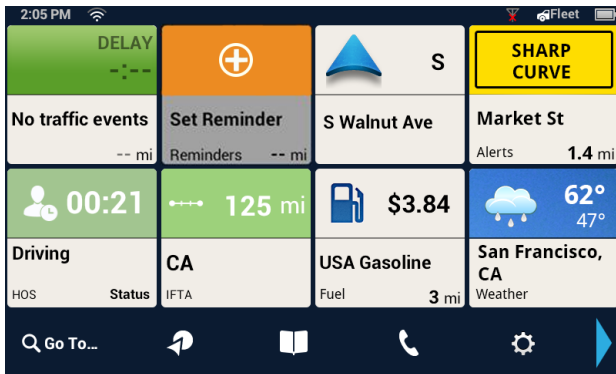 2:05 PM
Fleet
DELAY
-:--
No traffic events
-- mi
Set Reminder
Reminders -- mi
S
S Walnut Ave
SHARP
CURVE
Market St
Alerts 1.4 mi
00:21
Driving
HOS Status
125 mi
CA
IFTA
$3.84
USA Gasoline
Fuel 3 mi
62°
47°
San Francisco,
CA
Weather
Go To...